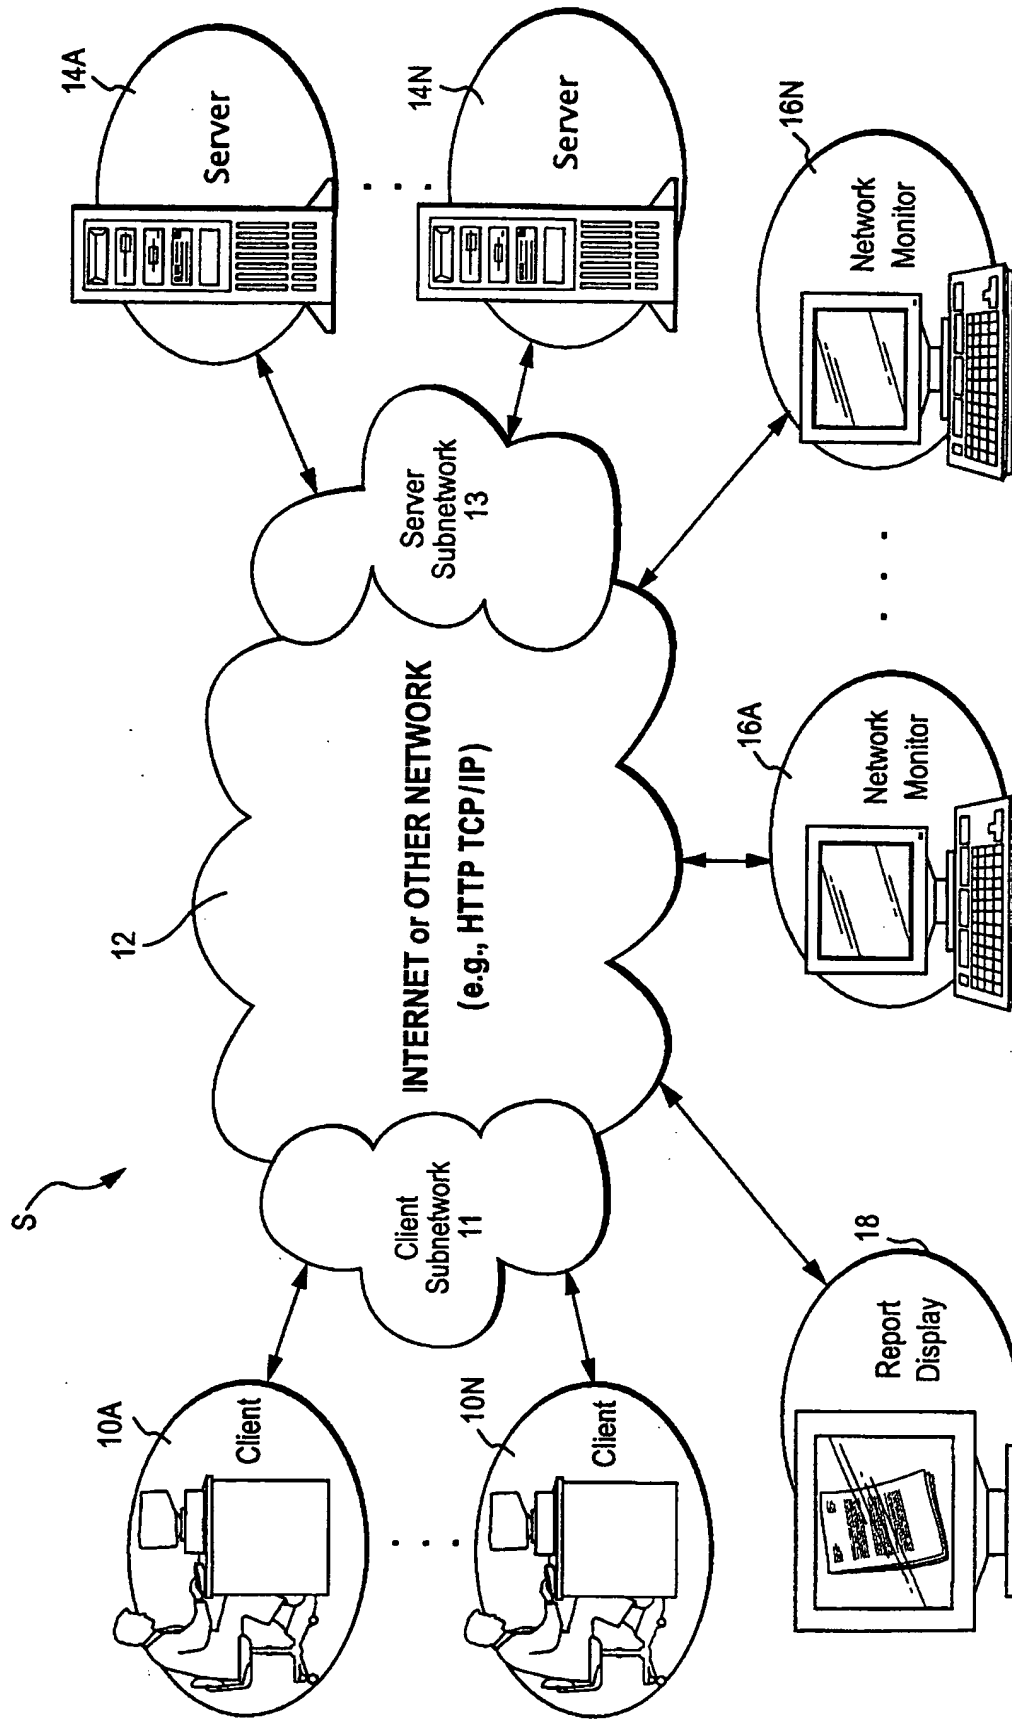 S
10A
Client
10N
Client
Client
Subnetwork
11
12
INTERNET or OTHER NETWORK
(e.g., HTTP TCP/IP)
Server
Subnetwork
13
14A
Server
14N
Server
18
Report
Display
16A
Network
Monitor
16N
Network
Monitor